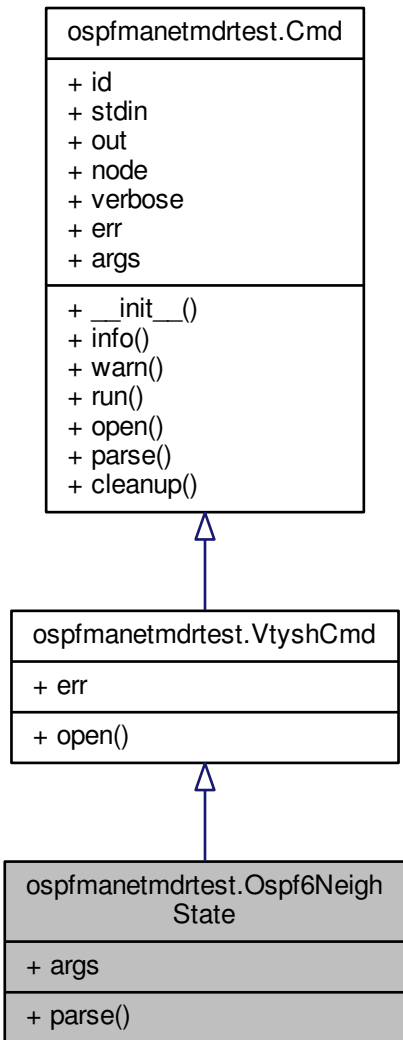 ospfmanetmdrtest.Cmd
+ id
+ stdin
+ out
+ node
+ verbose
+ err
+ args
+ __init__()
+ info()
+ warn()
+ run()
+ open()
+ parse()
+ cleanup()
ospfmanetmdrtest.VtyshCmd
+ err
+ open()
ospfmanetmdrtest.Ospf6Neigh
State
+ args
+ parse()